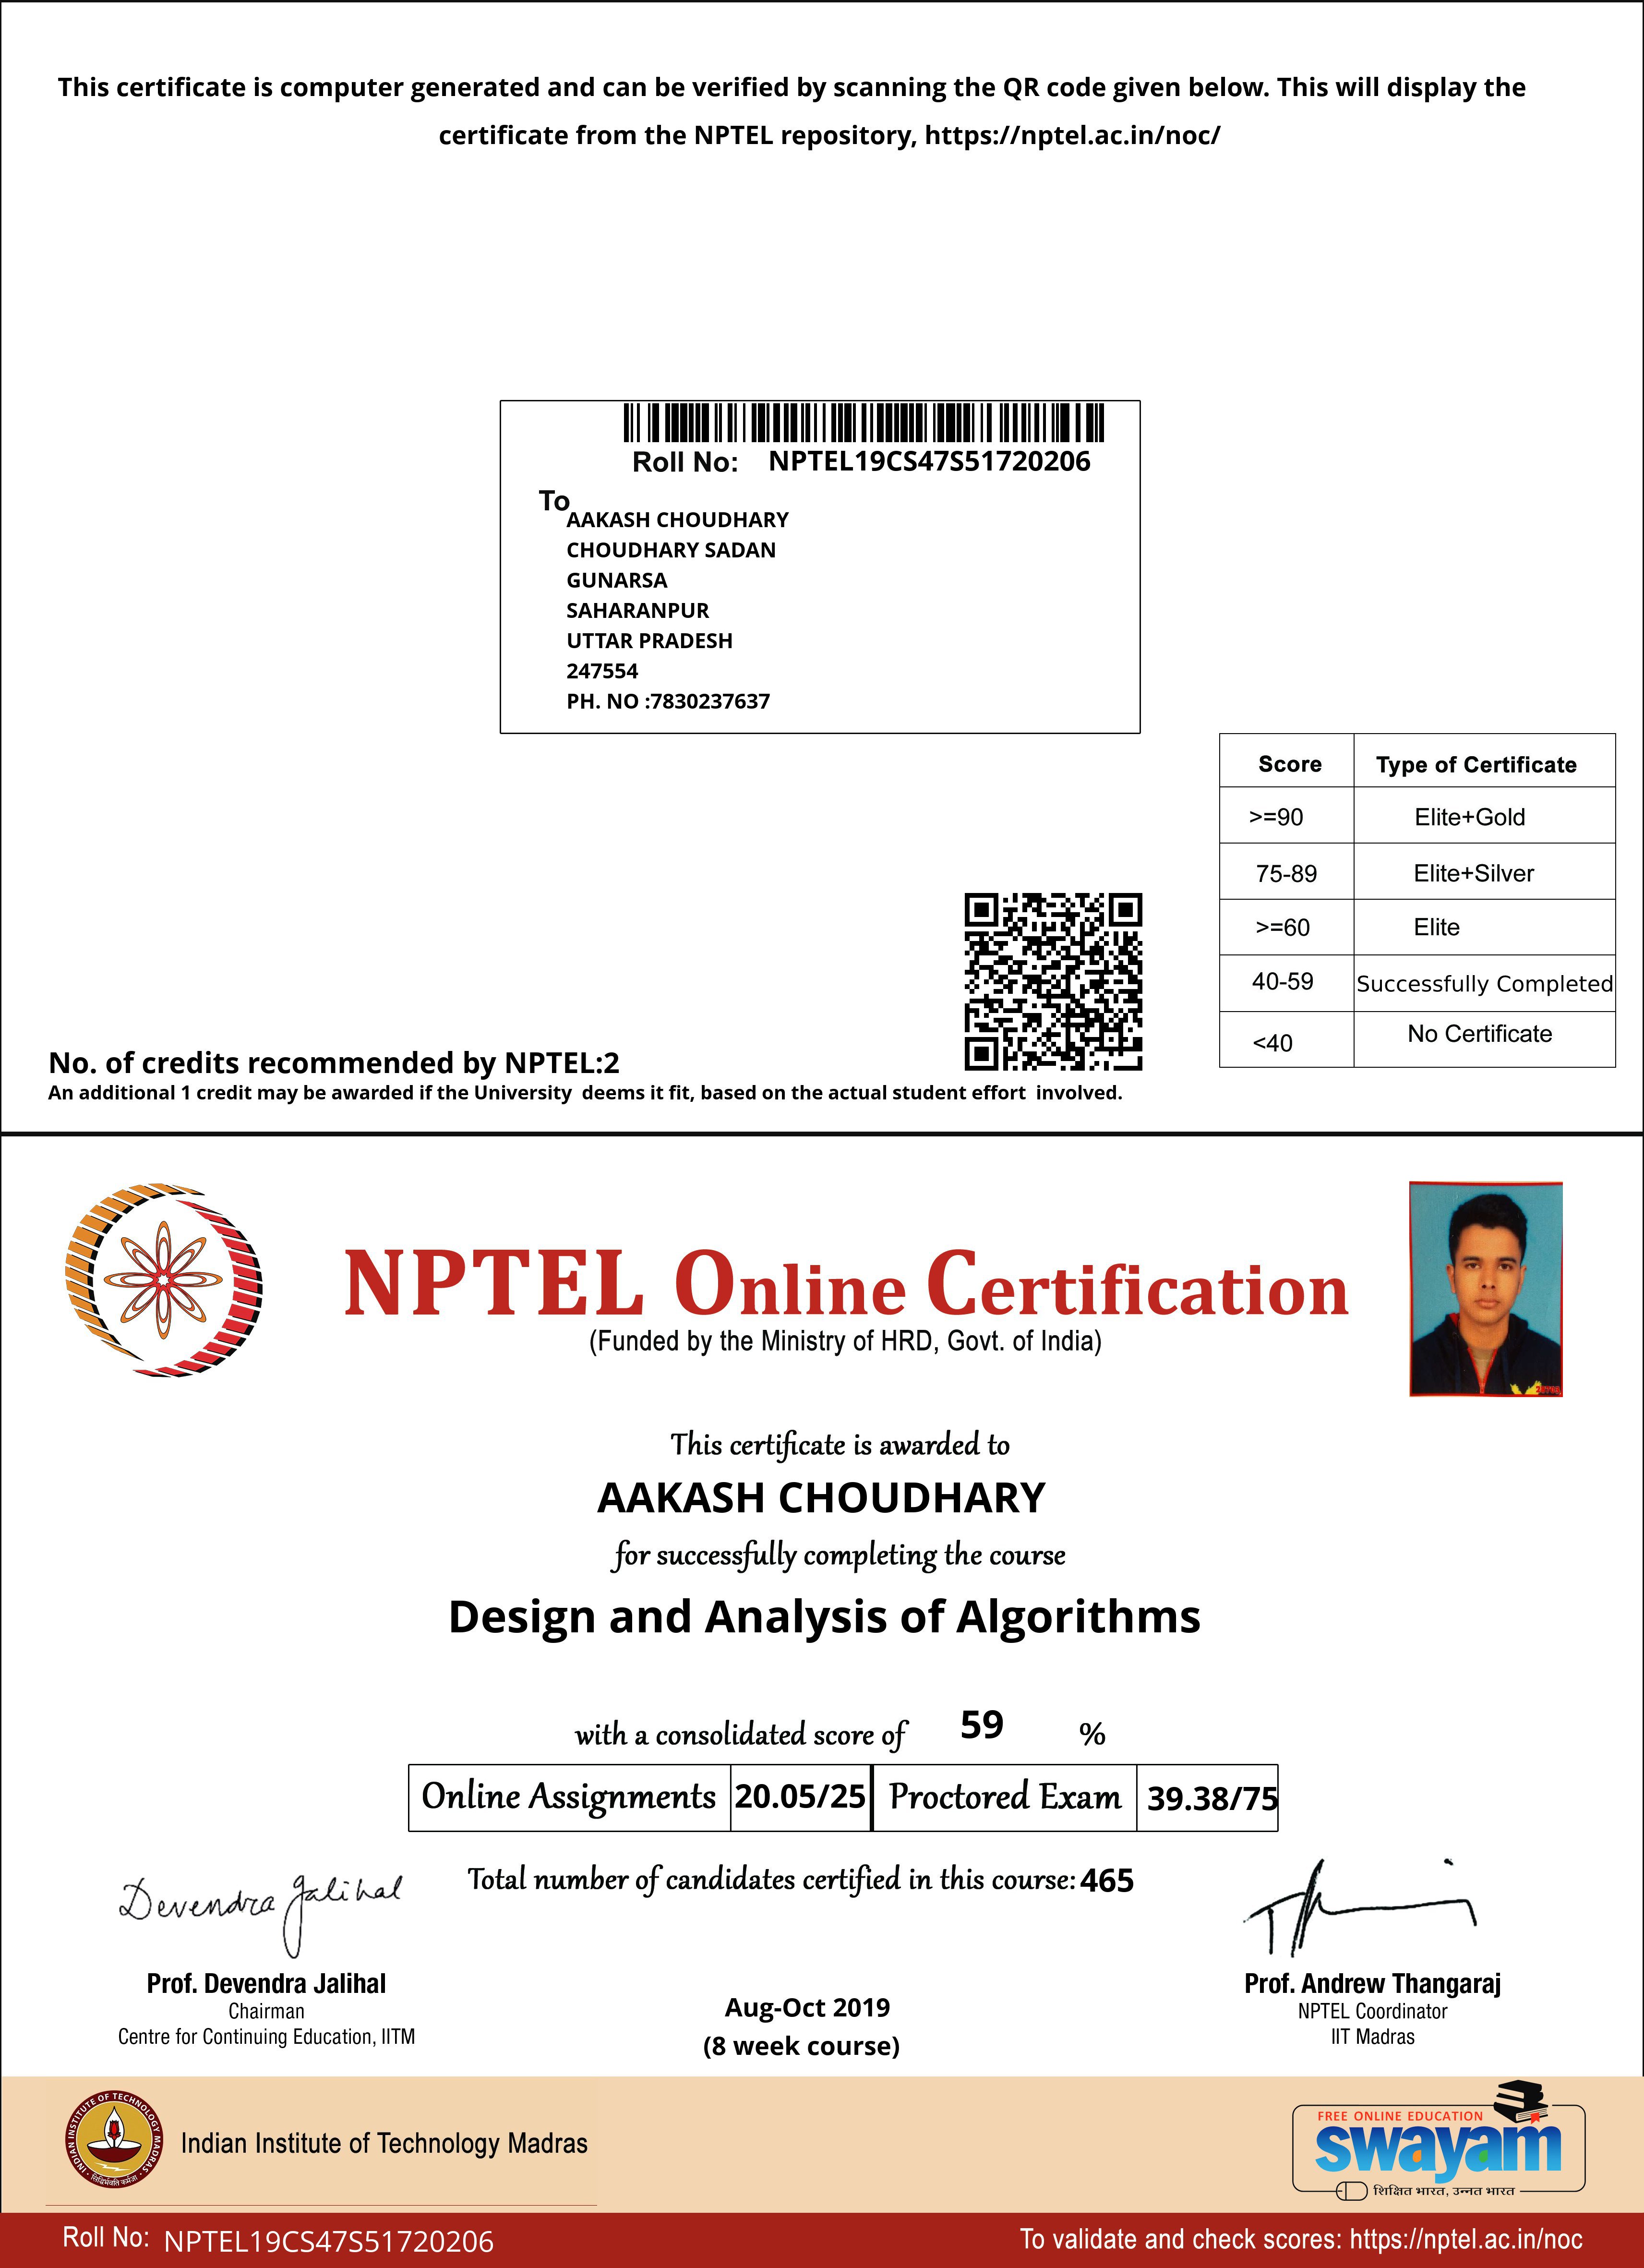 This certificate is computer generated and can be verified by scanning the QR code given below. This will display the
certificate from the NPTEL repository, https://nptel.ac.in/noc/
Roll No: NPTEL19CS47S51720206
To
AAKASH CHOUDHARY
CHOUDHARY SADAN
GUNARSA
SAHARANPUR
UTTAR PRADESH
247554
PH. NO :7830237637
Score Type of Certificate
>=90 Elite+Gold
75-89 Elite+Silver
>=60 Elite
40-59 Successfully Completed
<40 No Certificate
No. of credits recommended by NPTEL:2
An additional 1 credit may be awarded if the University deems it fit, based on the actual student effort involved.
NPTEL Online Certification
(Funded by the Ministry of HRD, Govt. of India)
This certificate is awarded to
AAKASH CHOUDHARY
for successfully completing the course
Design and Analysis of Algorithms
with a consolidated score of 59 %
Online Assignments 20.05/25 Proctored Exam 39.38/75
Total number of candidates certified in this course: 465
Devendra Jalihal
Prof. Devendra Jalihal
Chairman
Centre for Continuing Education, IITM
Aug-Oct 2019
(8 week course)
Prof. Andrew Thangaraj
NPTEL Coordinator
IIT Madras
INDIAN INSTITUTE OF TECHNOLOGY MADRAS
सिद्धिर्भवति कर्मजा
Indian Institute of Technology Madras
FREE ONLINE EDUCATION
swayam
शिक्षित भारत, उन्नत भारत
Roll No: NPTEL19CS47S51720206
To validate and check scores: https://nptel.ac.in/noc